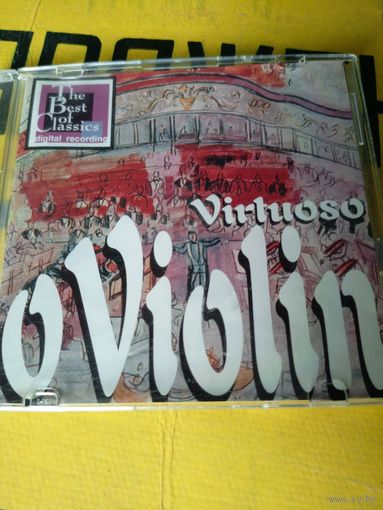 The
Best
of
Classics
digital recording
Virtuoso
o Violin
www.ay.by